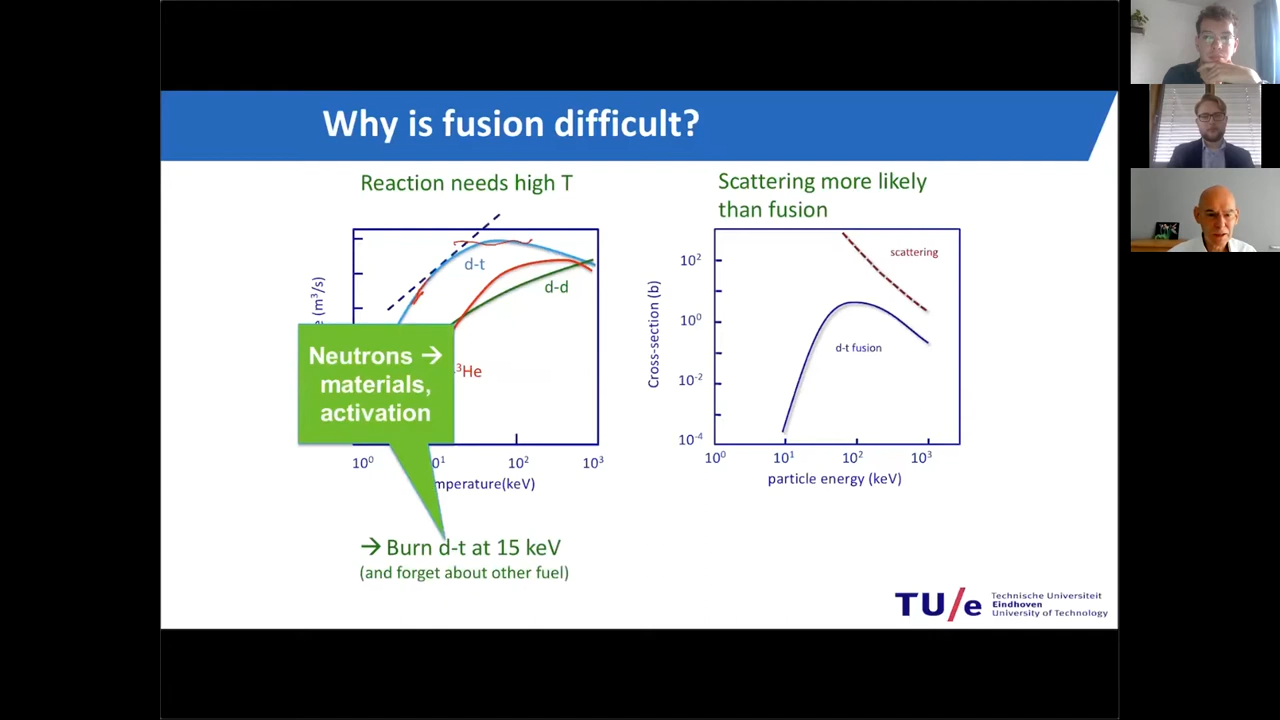 Why is fusion difficult?
Reaction needs high T
d-t
d-d
e (m³/s)
³He
Neutrons →
materials,
activation
10⁰
10²
10³
mperature(keV)
→ Burn d-t at 15 keV
(and forget about other fuel)
Scattering more likely
than fusion
scattering
d-t fusion
Cross-section (b)
10²
10⁰
10⁻²
10⁻⁴
10⁰ 10¹ 10² 10³
particle energy (keV)
TU/e
Technische Universiteit
Eindhoven
University of Technology